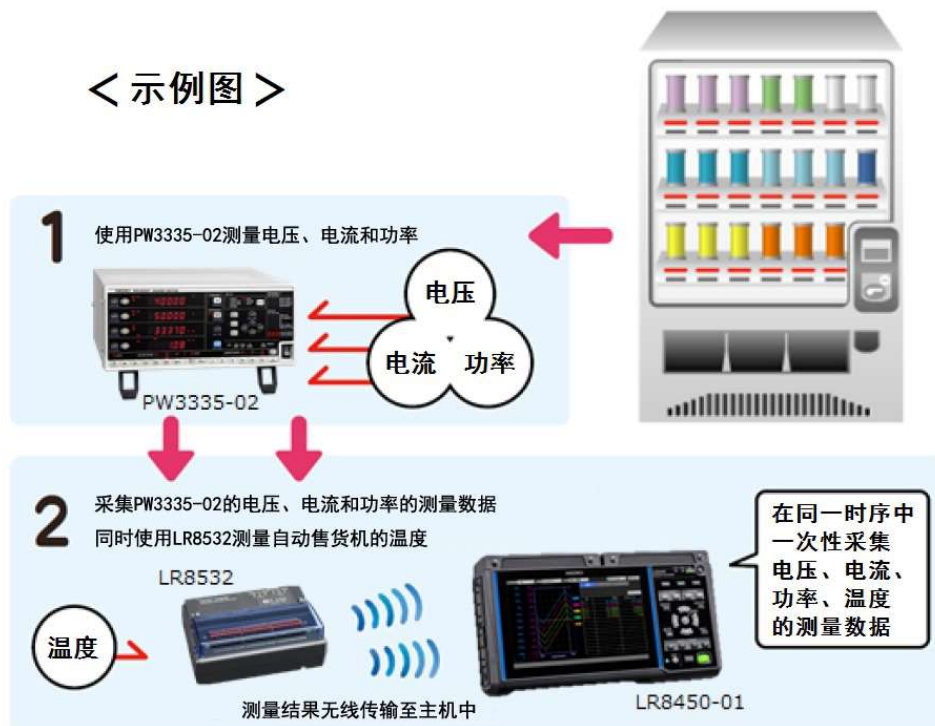 ＜示例图＞
1
使用PW3335-02测量电压、电流和功率
电压
电流
功率
PW3335-02
2
采集PW3335-02的电压、电流和功率的测量数据
同时使用LR8532测量自动售货机的温度
LR8532
温度
测量结果无线传输至主机中
LR8450-01
在同一时序中
一次性采集
电压、电流、
功率、温度
的测量数据